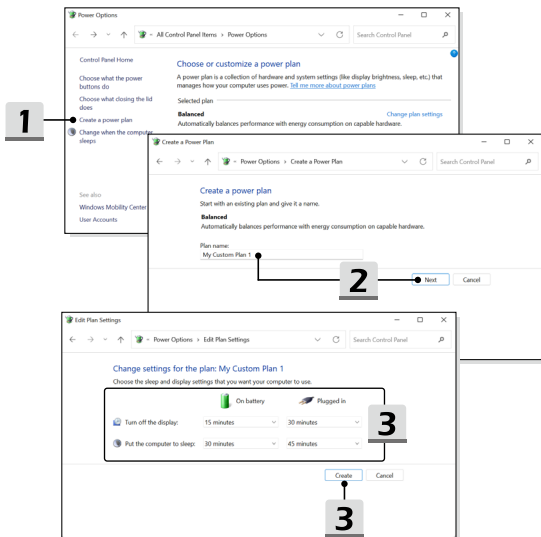 Power Options
All Control Panel Items > Power Options
Search Control Panel
Control Panel Home
Choose what the power
buttons do
Choose what closing the lid
does
Create a power plan
Change when the computer
sleeps
See also
Windows Mobility Center
User Accounts
Choose or customize a power plan
A power plan is a collection of hardware and system settings (like display brightness, sleep, etc.) that
manages how your computer uses power. Tell me more about power plans
Selected plan
Balanced
Change plan settings
Automatically balances performance with energy consumption on capable hardware.
1
Create a Power Plan
Power Options > Create a Power Plan
Search Control Panel
Create a power plan
Start with an existing plan and give it a name.
Balanced
Automatically balances performance with energy consumption on capable hardware.
Plan name:
My Custom Plan 1
2
Next
Cancel
Edit Plan Settings
Power Options > Edit Plan Settings
Search Control Panel
Change settings for the plan: My Custom Plan 1
Choose the sleep and display settings that you want your computer to use.
On battery
Plugged in
Turn off the display:
15 minutes
30 minutes
Put the computer to sleep:
30 minutes
45 minutes
3
Create
Cancel
3